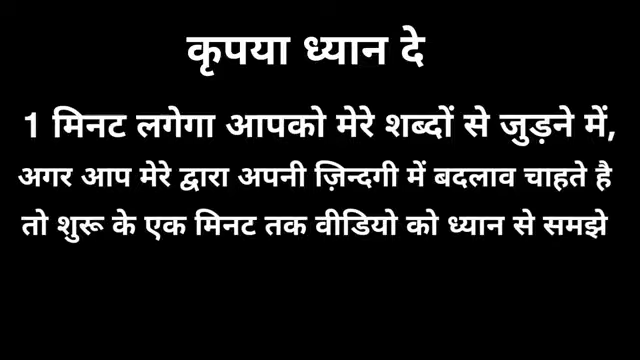 कृपया ध्यान दे
1 मिनट लगेगा आपको मेरे शब्दों से जुड़ने में,
अगर आप मेरे द्वारा अपनी ज़िन्दगी में बदलाव चाहते है
तो शुरू के एक मिनट तक वीडियो को ध्यान से समझे